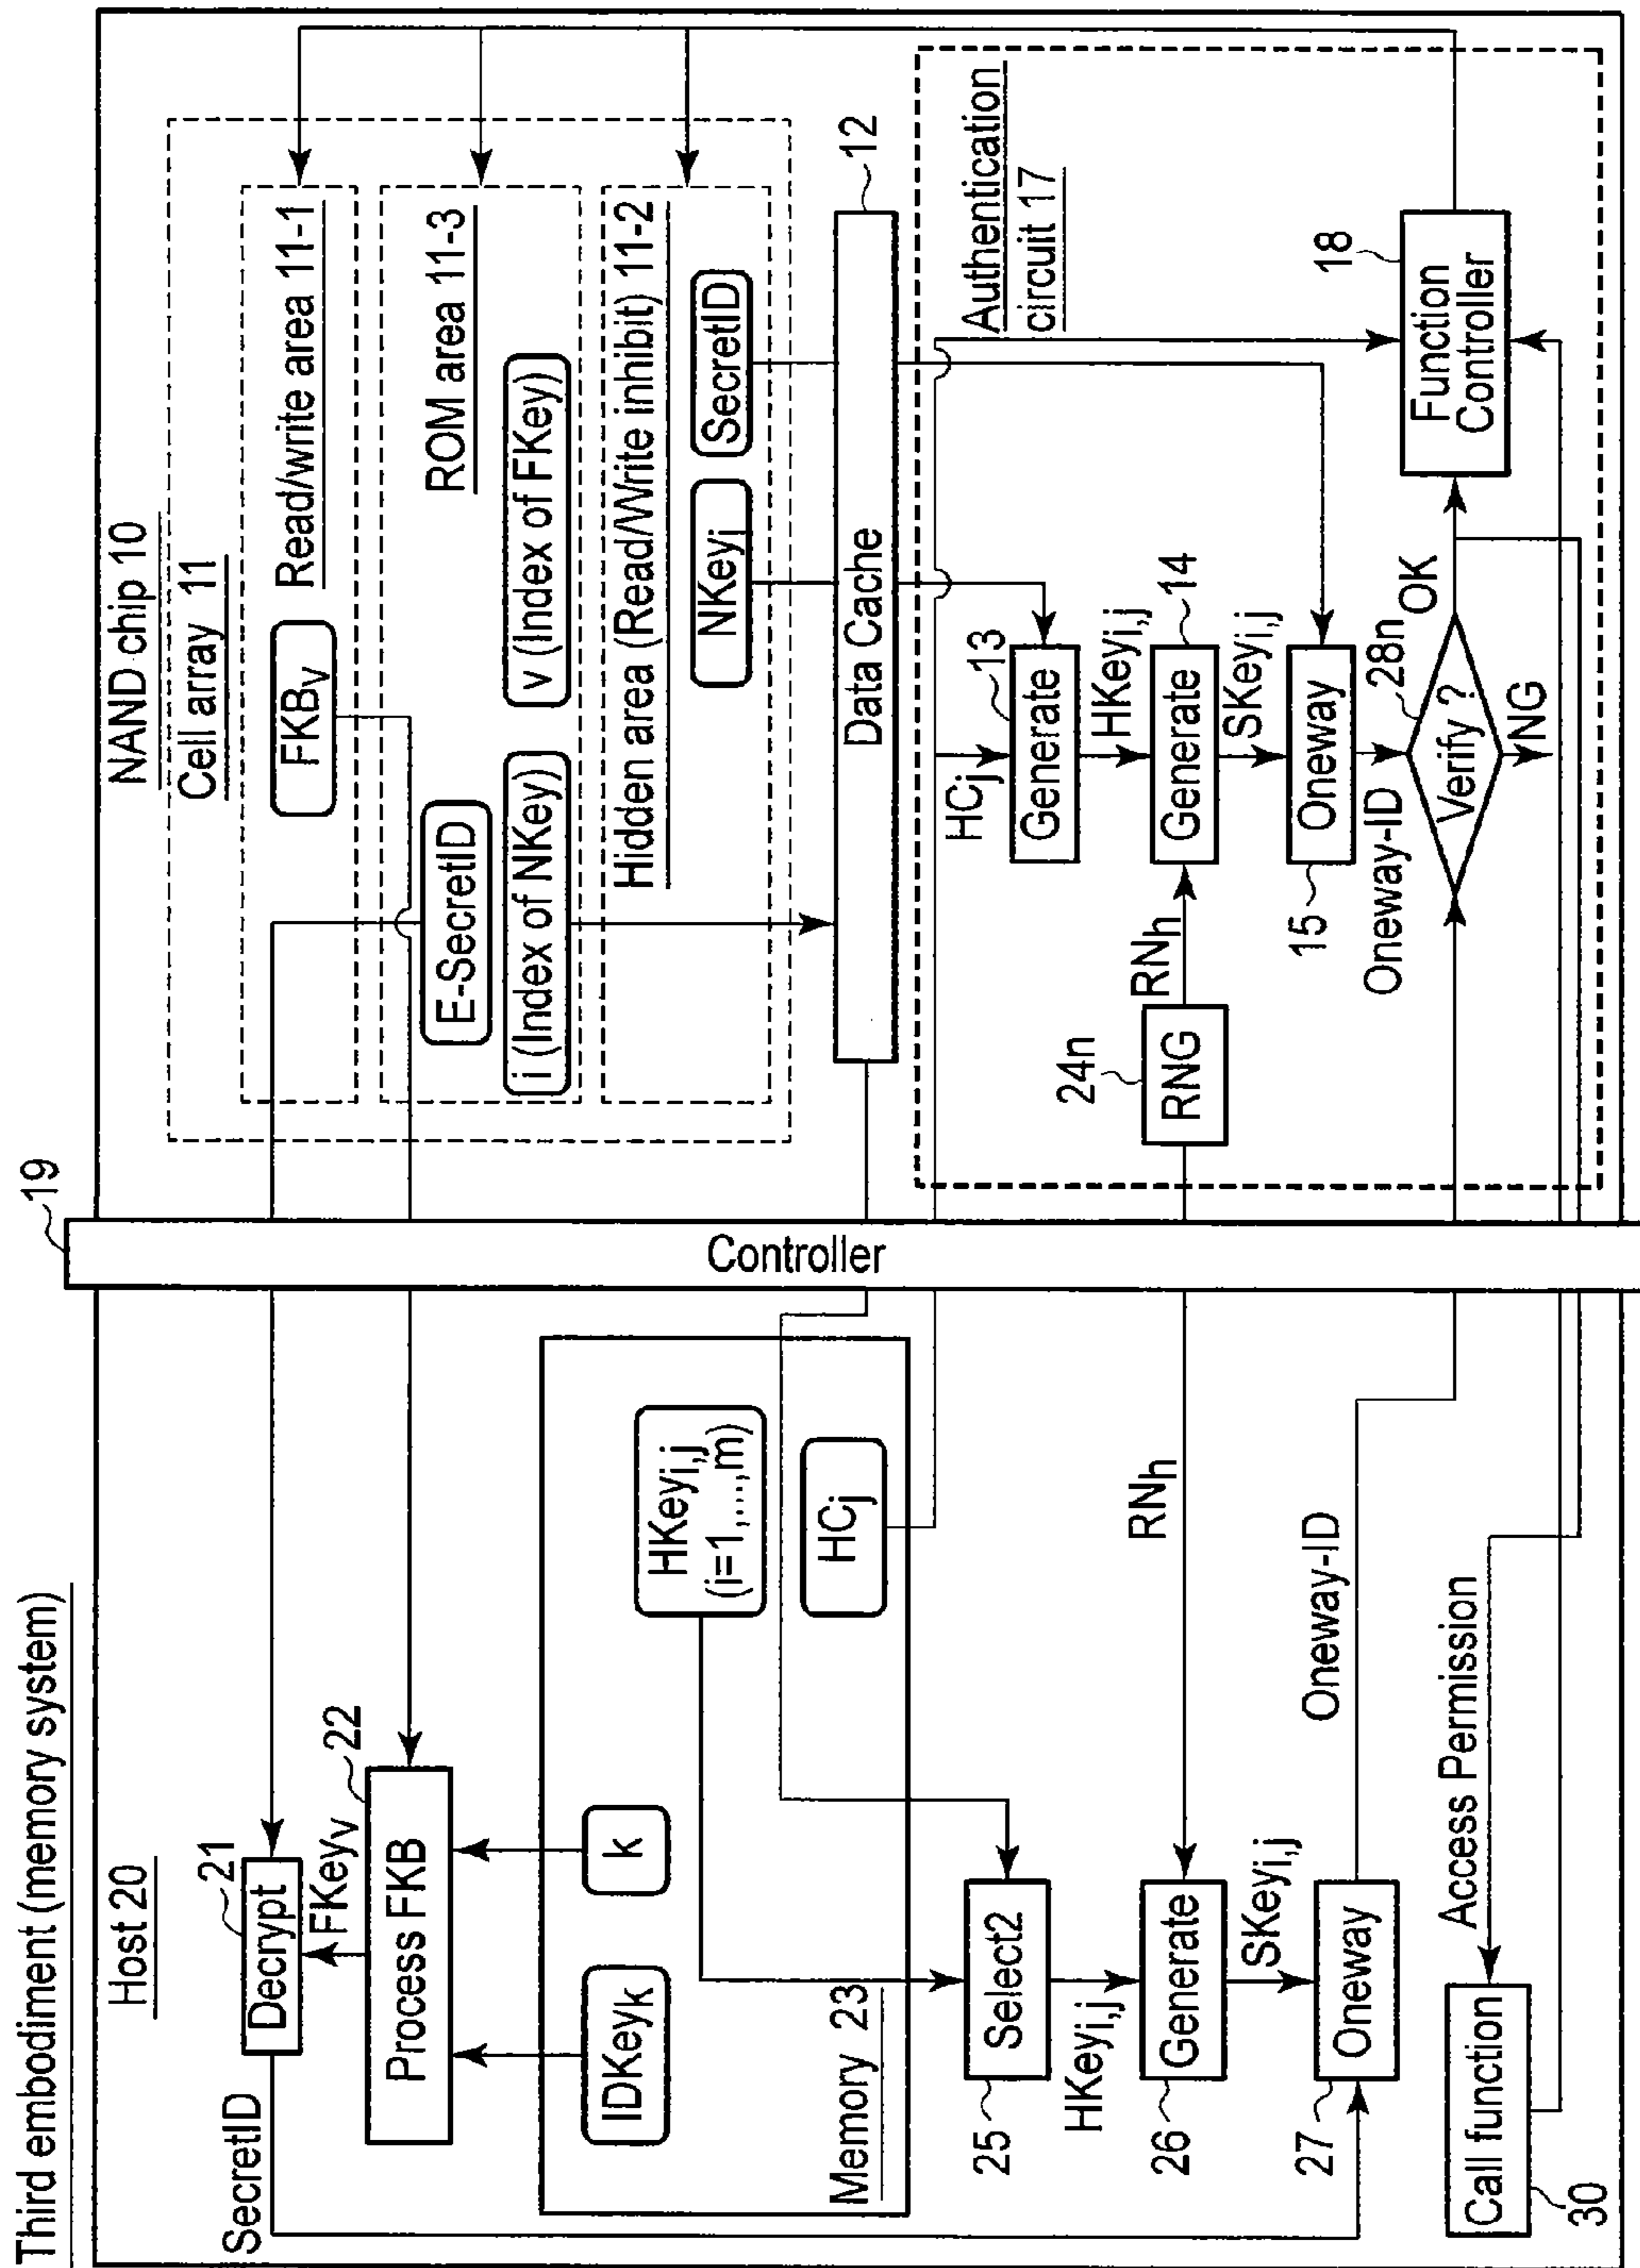 Third embodiment (memory system)
Host 20
21
Decrypt
SecretID
FKeyv
22
Process FKB
IDKeyk
k
HKeyi,j
(i=1,...,m)
HCj
Memory 23
Select2
25
HKeyi,j
Generate
26
RNh
SKeyi,j
Oneway
27
Oneway-ID
Access Permission
Call function
30
19
Controller
NAND chip 10
Cell array 11
FKBv
Read/write area 11-1
E-SecretID
ROM area 11-3
i (Index of NKey)
v (Index of FKey)
Hidden area (Read/Write inhibit) 11-2
NKeyi
SecretID
Data Cache
12
Authentication
circuit 17
HCj
13
Generate
HKeyi,j
24n
RNG
RNh
Generate
14
SKeyi,j
15
Oneway
Oneway-ID
28n
Verify ?
OK
NG
18
Function
Controller